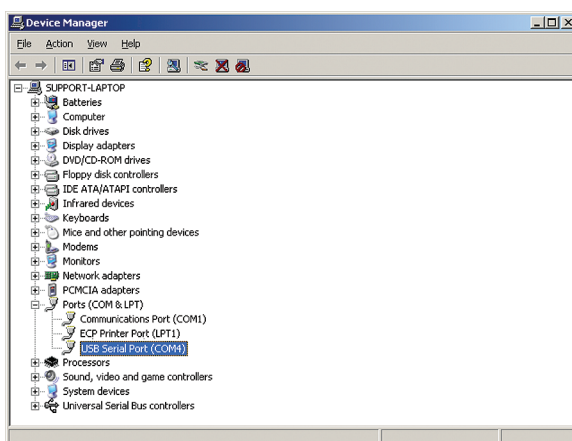 Device Manager
File Action View Help
SUPPORT-LAPTOP
Batteries
Computer
Disk drives
Display adapters
DVD/CD-ROM drives
Floppy disk controllers
IDE ATA/ATAPI controllers
Infrared devices
Keyboards
Mice and other pointing devices
Modems
Monitors
Network adapters
PCMCIA adapters
Ports (COM & LPT)
Communications Port (COM1)
ECP Printer Port (LPT1)
USB Serial Port (COM4)
Processors
Sound, video and game controllers
System devices
Universal Serial Bus controllers